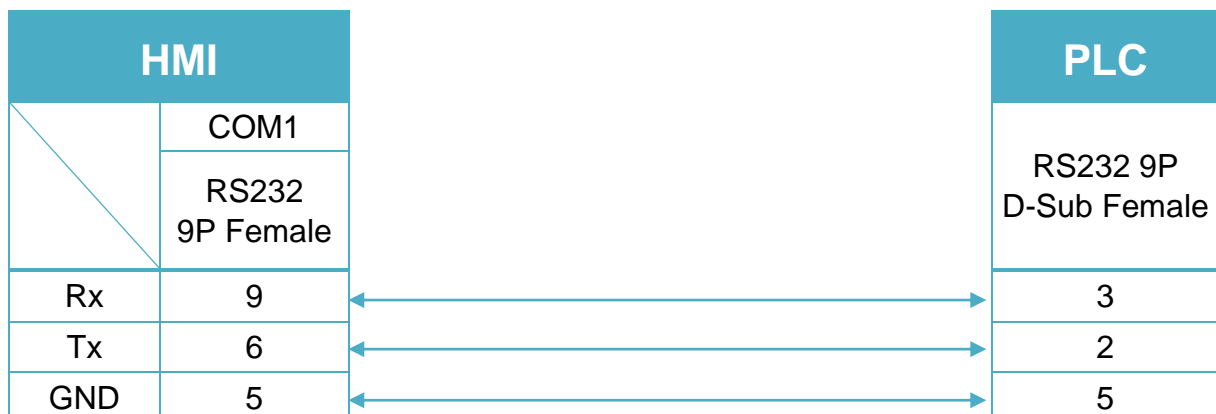 HMI
PLC
COM1
RS232
9P Female
RS232 9P
D-Sub Female
Rx 9 3
Tx 6 2
GND 5 5